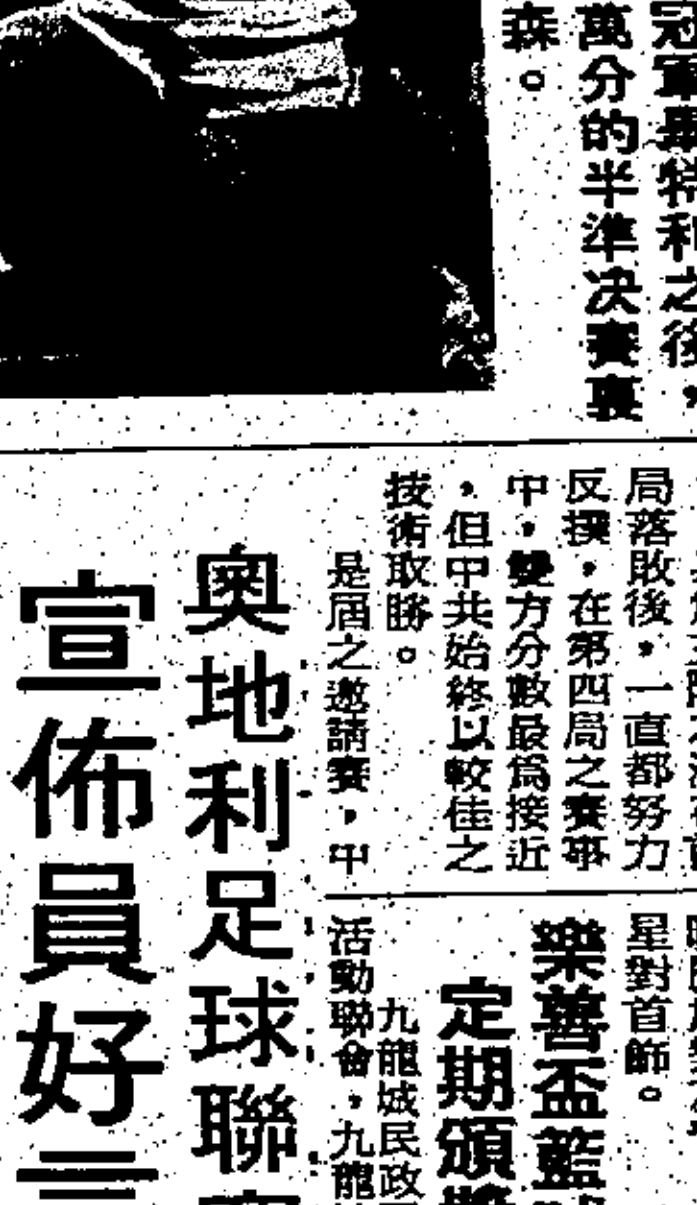 冠軍畢特利之後，
萬分的半準决賽裏
森。
局落敗後，一直都努力
反撲，在第四局之賽事
中，雙方分數最爲接近
，但中共始終以較佳之
技術取勝。
是屆之邀請賽，中
奧地利足球聯
宣佈員好
星對首飾。
樂善盃籃
定期頒獎
九龍城民政
活動聯會，九龍